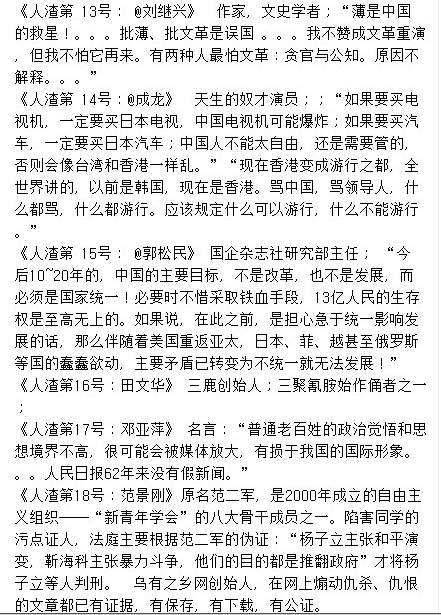 《人渣第 13号：@刘继兴》 作家，文史学者；“薄是中国
的救星！。。。批薄、批文革是误国 。。。我不赞成文革重演
，但我不怕它再来。有两种人最怕文革：贪官与公知。原因不
解释。。。”
《人渣第 14号：@成龙》 天生的奴才演员；；“如果要买电
视机，一定要买日本电视，中国电视机可能爆炸；如果要买汽
车，一定要买日本汽车；中国人不能太自由，还是需要管的，
否则会像台湾和香港一样乱。”“现在香港变成游行之都，全
世界讲的，以前是韩国，现在是香港。骂中国，骂领导人，什
么都骂，什么都游行。应该规定什么可以游行，什么不能游行
。”
《人渣第 15号： @郭松民》 国企杂志社研究部主任； “今
后10~20年的，中国的主要目标，不是改革，也不是发展，而
必须是国家统一！必要时不惜采取铁血手段，13亿人民的生存
权是至高无上的。如果说，在此之前，是担心急于统一影响发
展的话，那么伴随着美国重返亚太，日本、菲、越甚至俄罗斯
等国的蠢蠢欲动，主要矛盾已转变为不统一就无法发展！”
《人渣第16号：田文华》 三鹿创始人；三聚氰胺始作俑者之一
；
《人渣第17号：邓亚萍》 名言：“普通老百姓的政治觉悟和思
想境界不高，很可能会被媒体放大，有损于我国的国际形象。
。。人民日报62年来没有假新闻。”
《人渣第18号：范景刚》原名范二军，是2000年成立的自由主
义组织——“新青年学会”的八大骨干成员之一。陷害同学的
污点证人，法庭主要根据范二军的伪证：“杨子立主张和平演
变，靳海科主张暴力斗争，他们的目的都是推翻政府”才将杨
子立等人判刑。 乌有之乡网创始人，在网上煽动仇杀、仇恨
的文章都已有证据，有保存，有下载，有公证。